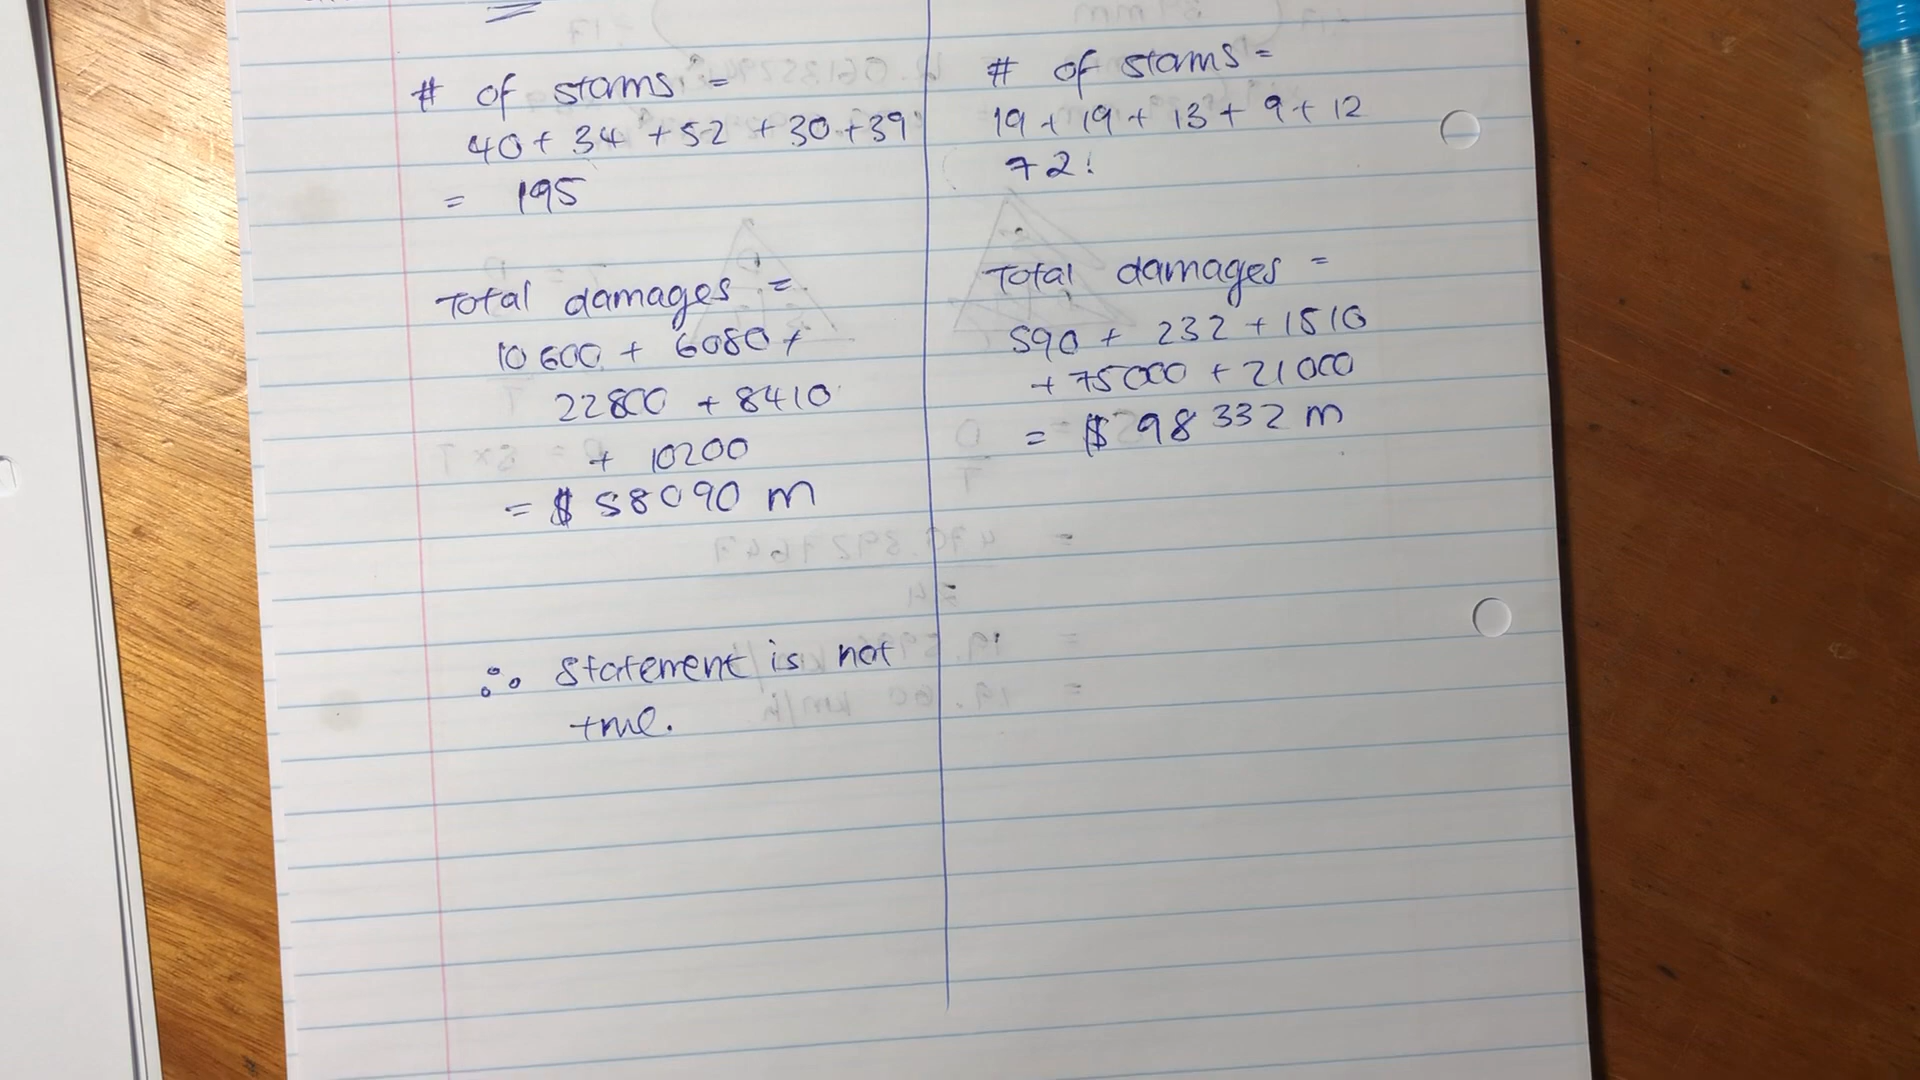 # of storms =
40 + 34 + 52 + 30 + 39
= 195
Total damages =
10 600 + 6080 +
22800 + 8410
+ 10200
= $ 58090 m
∴ statement is not
true.
# of storms =
19 + 19 + 13 + 9 + 12
72!
Total damages =
590 + 232 + 1510
+ 75000 + 21000
= $ 98 332 m